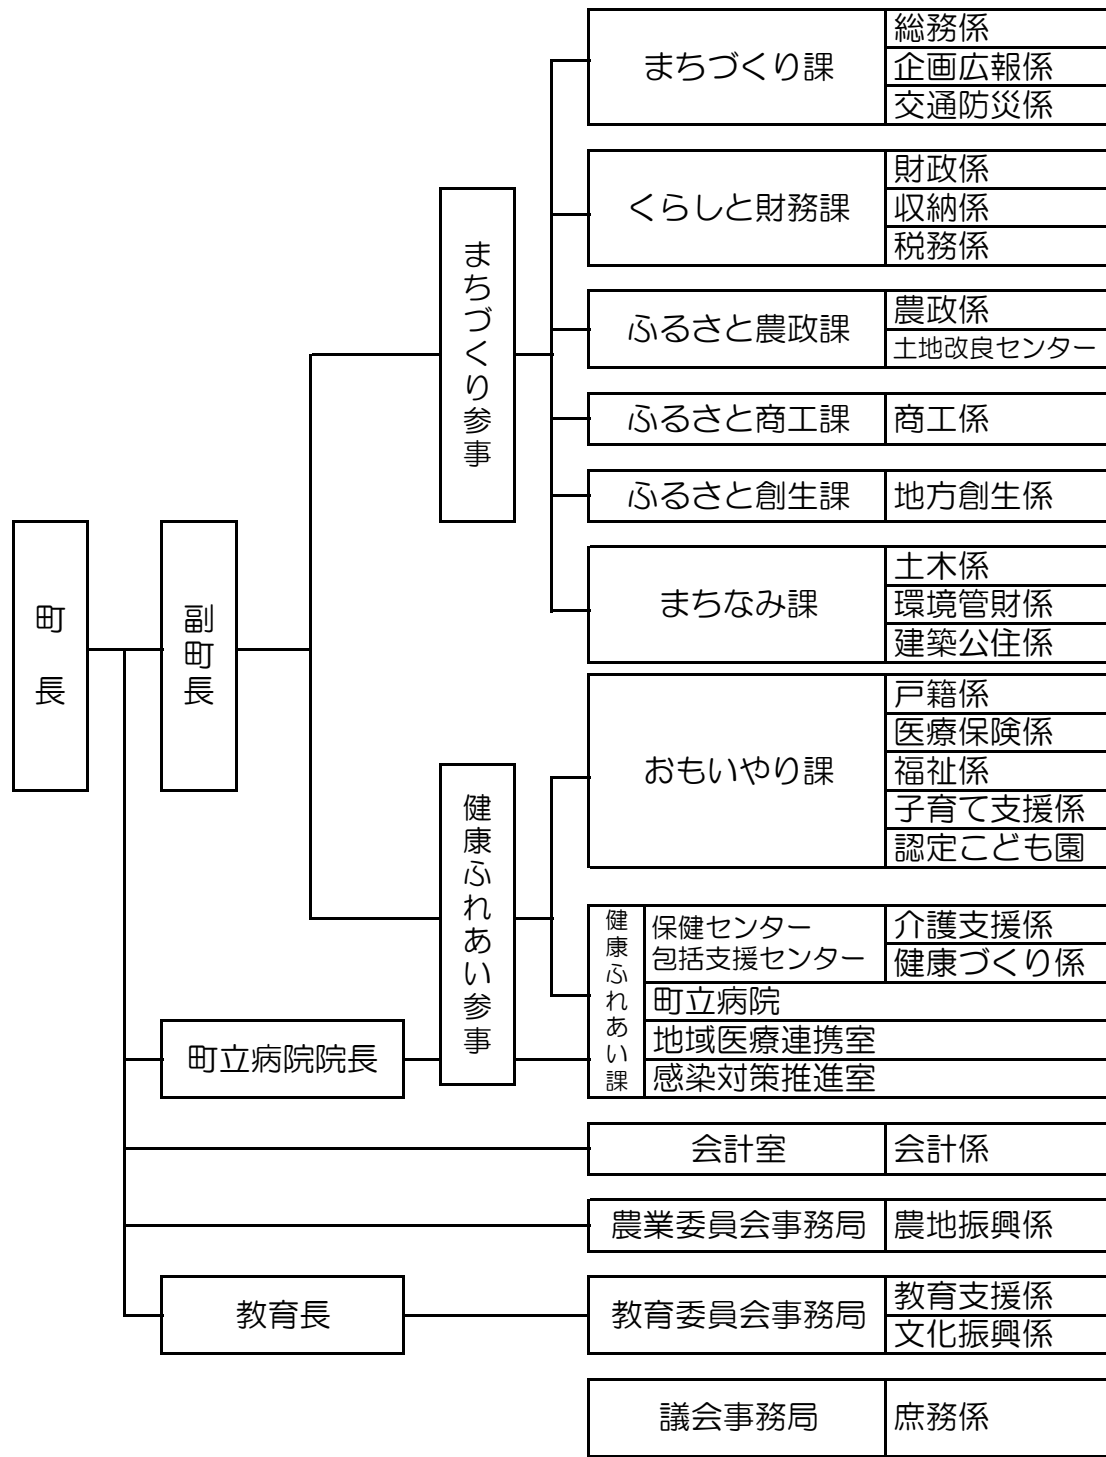 町長
副町長
まちづくり参事
まちづくり課
総務係
企画広報係
交通防災係
くらしと財務課
財政係
収納係
税務係
ふるさと農政課
農政係
土地改良センター
ふるさと商工課
商工係
ふるさと創生課
地方創生係
まちなみ課
土木係
環境管財係
建築公住係
健康ふれあい参事
おもいやり課
戸籍係
医療保険係
福祉係
子育て支援係
認定こども園
町立病院院長
健康ふれあい課
保健センター
包括支援センター
介護支援係
健康づくり係
町立病院
地域医療連携室
感染対策推進室
会計室
会計係
農業委員会事務局
農地振興係
教育長
教育委員会事務局
教育支援係
文化振興係
議会事務局
庶務係